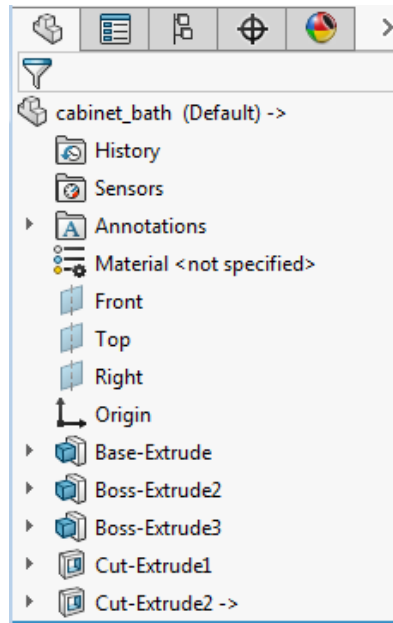 cabinet_bath (Default) ->
History
Sensors
Annotations
Material <not specified>
Front
Top
Right
Origin
Base-Extrude
Boss-Extrude2
Boss-Extrude3
Cut-Extrude1
Cut-Extrude2 ->